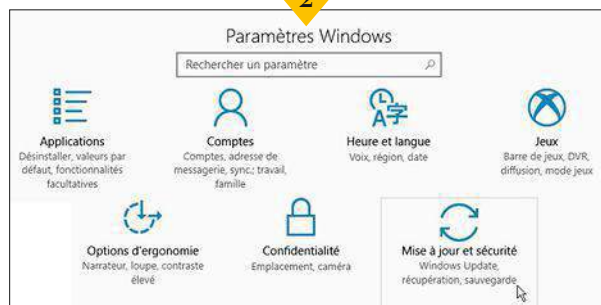 2
Paramètres Windows
Rechercher un paramètre
Applications
Désinstaller, valeurs par
défaut, fonctionnalités
facultatives
Comptes
Comptes, adresse de
messagerie, sync.; travail,
famille
Heure et langue
Voix, région, date
Jeux
Barre de jeux, DVR,
diffusion, mode jeux
Options d'ergonomie
Narrateur, loupe, contraste
élevé
Confidentialité
Emplacement, caméra
Mise à jour et sécurité
Windows Update,
récupération, sauvegarde